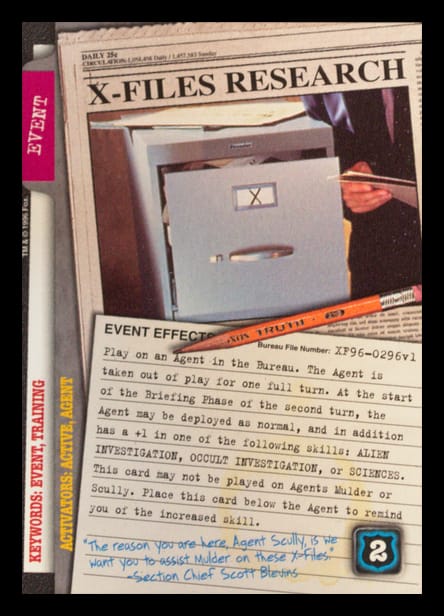 DAILY 35¢
CIRCULATION: 1,058,456 Daily / 1,457,583 Sunday
X-FILES RESEARCH
X
EVENT
TM & © 1996 Fox.
KEYWORDS: EVENT, TRAINING
ACTIVATORS: ACTIVE, AGENT
TRUTH
EVENT EFFECTS
Bureau File Number: XF96-0296v1
Play on an Agent in the Bureau. The Agent is
taken out of play for one full turn. At the start
of the Briefing Phase of the second turn, the
Agent may be deployed as normal, and in addition
has a +1 in one of the following skills: ALIEN
INVESTIGATION, OCCULT INVESTIGATION, or SCIENCES.
This card may not be played on Agents Mulder or
Scully. Place this card below the Agent to remind
you of the increased skill.
"The reason you are here, Agent Scully, is we
want you to assist Mulder on these X-Files."
-Section Chief Scott Blevins
2